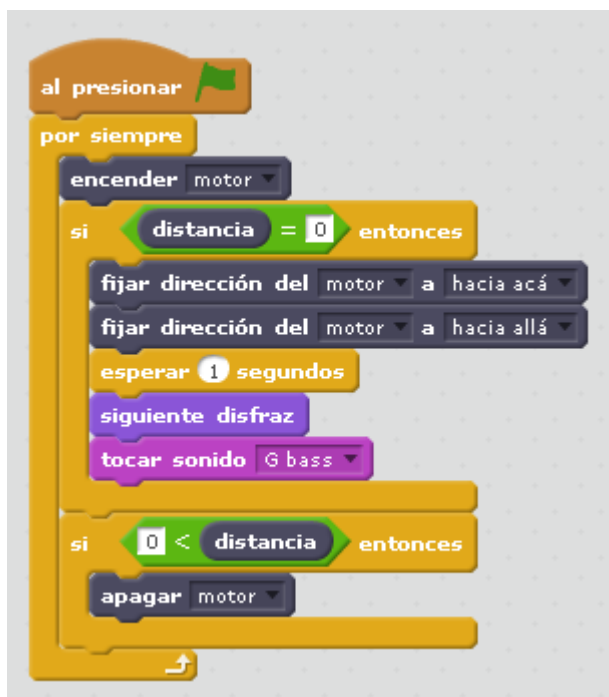 al presionar
por siempre
encender motor
si distancia = 0 entonces
fijar dirección del motor a hacia acá
fijar dirección del motor a hacia allá
esperar 1 segundos
siguiente disfraz
tocar sonido G bass
si 0 < distancia entonces
apagar motor